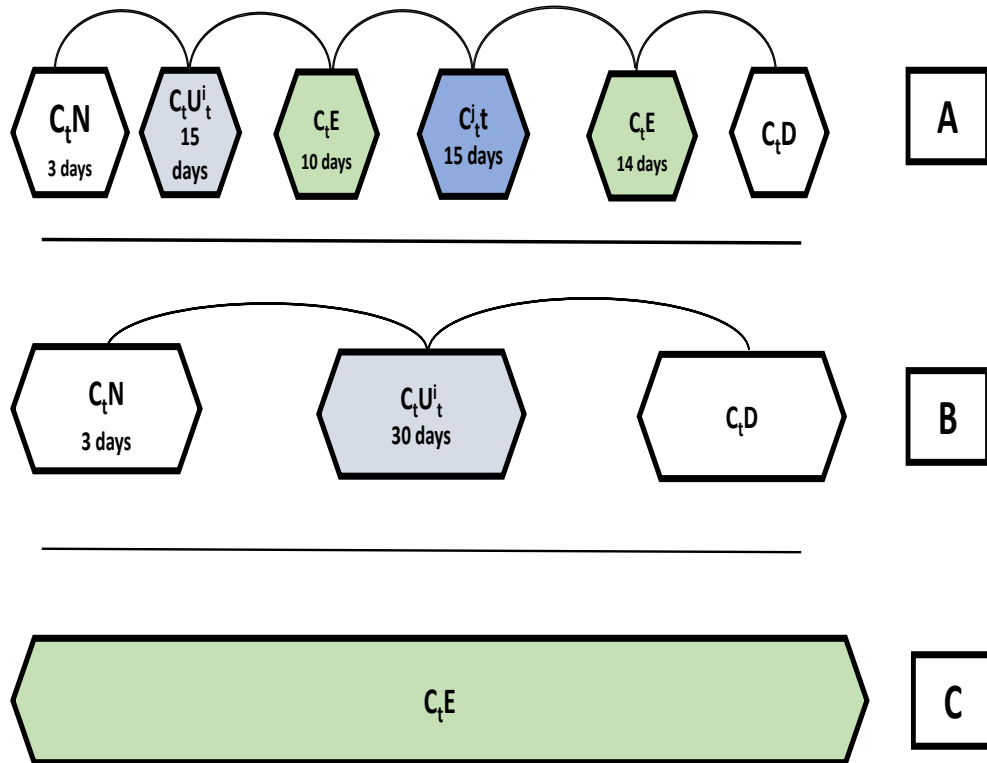 CₜN
3 days
CₜUⁱₜ
15
days
CₜE
10 days
Cʲₜt
15 days
CₜE
14 days
CₜD
A
CₜN
3 days
CₜUⁱₜ
30 days
CₜD
B
CₜE
C